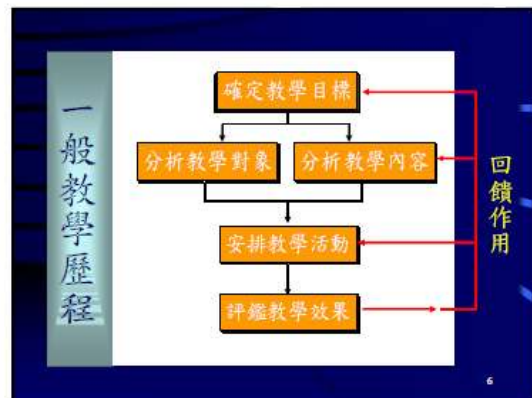 一般教學歷程
確定教學目標
分析教學對象
分析教學內容
安排教學活動
評鑑教學效果
回饋作用
6